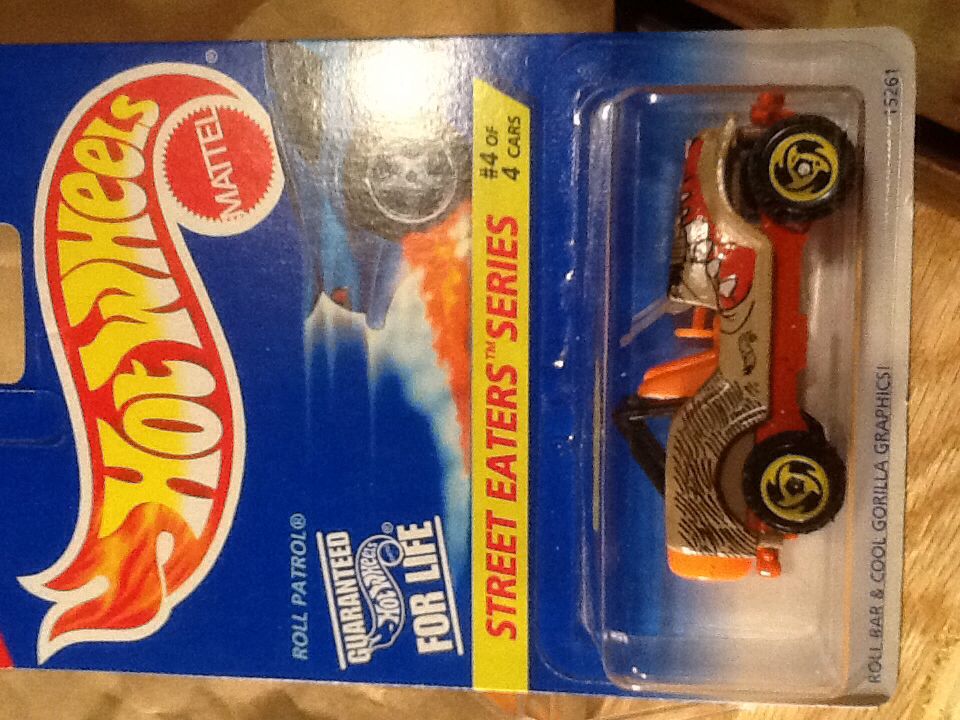 HOT WHEELS
®
MATTEL
ROLL PATROL®
GUARANTEED
HOT WHEELS®
FOR LIFE
STREET EATERS™ SERIES
#4 OF
4 CARS
ROLL BAR & COOL GORILLA GRAPHICS!
15261